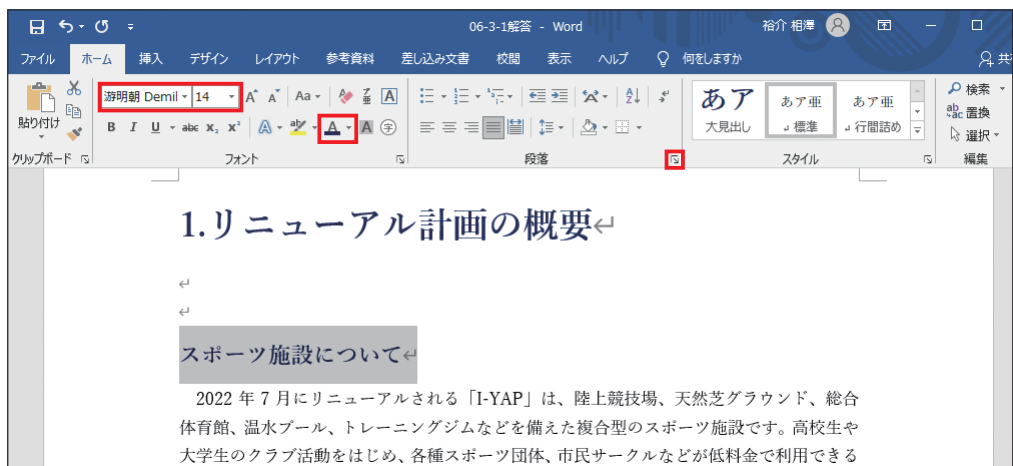 06-3-1解答 - Word
裕介 相澤
ファイル ホーム 挿入 デザイン レイアウト 参考資料 差し込み文書 校閲 表示 ヘルプ 何をしますか 共
貼り付け
游明朝 Demil 14 A A Aa A
B I U abc X₂ X² A ab A A 字
あア 大見出し
あア亜 ↲標準
あア亜 ↲行間詰め
検索
置換
選択
クリップボード フォント 段落 スタイル 編集
1.リニューアル計画の概要↵
↵
↵
スポーツ施設について↵
2022 年 7 月にリニューアルされる「I-YAP」は、陸上競技場、天然芝グラウンド、総合
体育館、温水プール、トレーニングジムなどを備えた複合型のスポーツ施設です。高校生や
大学生のクラブ活動をはじめ、各種スポーツ団体、市民サークルなどが低料金で利用できる